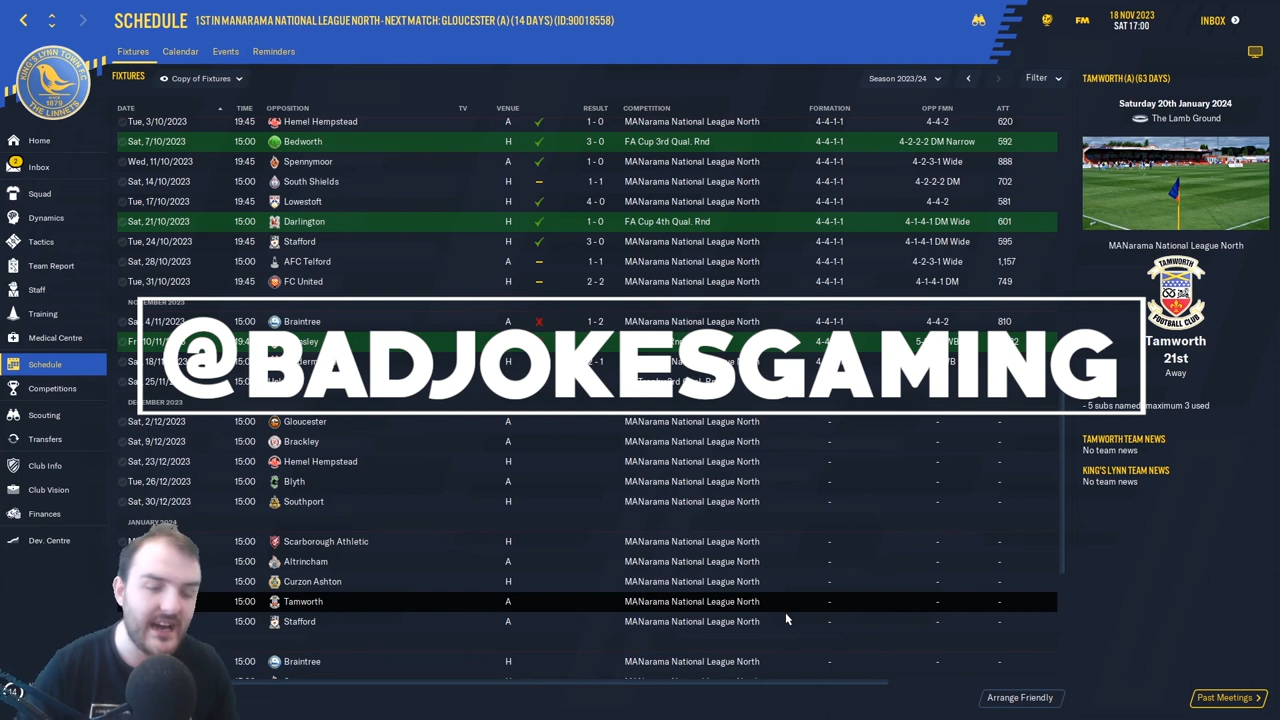 SCHEDULE 1ST IN MANARAMA NATIONAL LEAGUE NORTH - NEXT MATCH: GLOUCESTER (A) (14 DAYS) (ID:90018558)
FM
18 NOV 2023
SAT 17:00
INBOX
Fixtures Calendar Events Reminders
FIXTURES Copy of Fixtures Season 2023/24 Filter
DATE TIME OPPOSITION TV VENUE RESULT COMPETITION FORMATION OPP FMN ATT
Tue, 3/10/2023 19:45 Hemel Hempstead A 1 - 0 MANarama National League North 4-4-1-1 4-4-2 620
Sat, 7/10/2023 15:00 Bedworth H 3 - 0 FA Cup 3rd Qual. Rnd 4-4-1-1 4-2-2-2 DM Narrow 592
Wed, 11/10/2023 19:45 Spennymoor A 1 - 0 MANarama National League North 4-4-1-1 4-2-3-1 Wide 888
Sat, 14/10/2023 15:00 South Shields H 1 - 1 MANarama National League North 4-4-1-1 4-2-2-2 DM 702
Tue, 17/10/2023 19:45 Lowestoft H 4 - 0 MANarama National League North 4-4-1-1 4-4-2 581
Sat, 21/10/2023 15:00 Darlington H 1 - 0 FA Cup 4th Qual. Rnd 4-4-1-1 4-1-4-1 DM Wide 601
Tue, 24/10/2023 19:45 Stafford H 3 - 0 MANarama National League North 4-4-1-1 4-1-4-1 DM Wide 595
Sat, 28/10/2023 15:00 AFC Telford A 1 - 1 MANarama National League North 4-4-1-1 4-2-3-1 Wide 1,157
Tue, 31/10/2023 19:45 FC United H 2 - 2 MANarama National League North 4-4-1-1 4-1-4-1 DM 749
NOVEMBER 2023
Sat, 4/11/2023 15:00 Braintree A X 1 - 2 MANarama National League North 4-4-1-1 4-4-2 810
@BADJOKESGAMING
DECEMBER 2023
Sat, 2/12/2023 15:00 Gloucester A MANarama National League North - - -
Sat, 9/12/2023 15:00 Brackley A MANarama National League North - - -
Sat, 23/12/2023 15:00 Hemel Hempstead H MANarama National League North - - -
Tue, 26/12/2023 15:00 Blyth A MANarama National League North - - -
Sat, 30/12/2023 15:00 Southport H MANarama National League North - - -
JANUARY 2024
15:00 Scarborough Athletic H MANarama National League North - - -
15:00 Altrincham A MANarama National League North - - -
15:00 Curzon Ashton H MANarama National League North - - -
15:00 Tamworth A MANarama National League North - - -
15:00 Stafford A MANarama National League North - - -
15:00 Braintree H MANarama National League North - - -
Arrange Friendly
Past Meetings
KING'S LYNN TOWN F.C
SINCE
1879
THE LINNETS
Home
2
Inbox
Squad
Dynamics
Tactics
Team Report
Staff
Training
Medical Centre
Schedule
Competitions
Scouting
Transfers
Club Info
Club Vision
Finances
Dev. Centre
TAMWORTH (A) (63 DAYS)
Saturday 20th January 2024
The Lamb Ground
MANarama National League North
TAMWORTH
FOOTBALL CLUB
Tamworth
21st
Away
- 5 subs named, maximum 3 used
TAMWORTH TEAM NEWS
No team news
KING'S LYNN TEAM NEWS
No team news